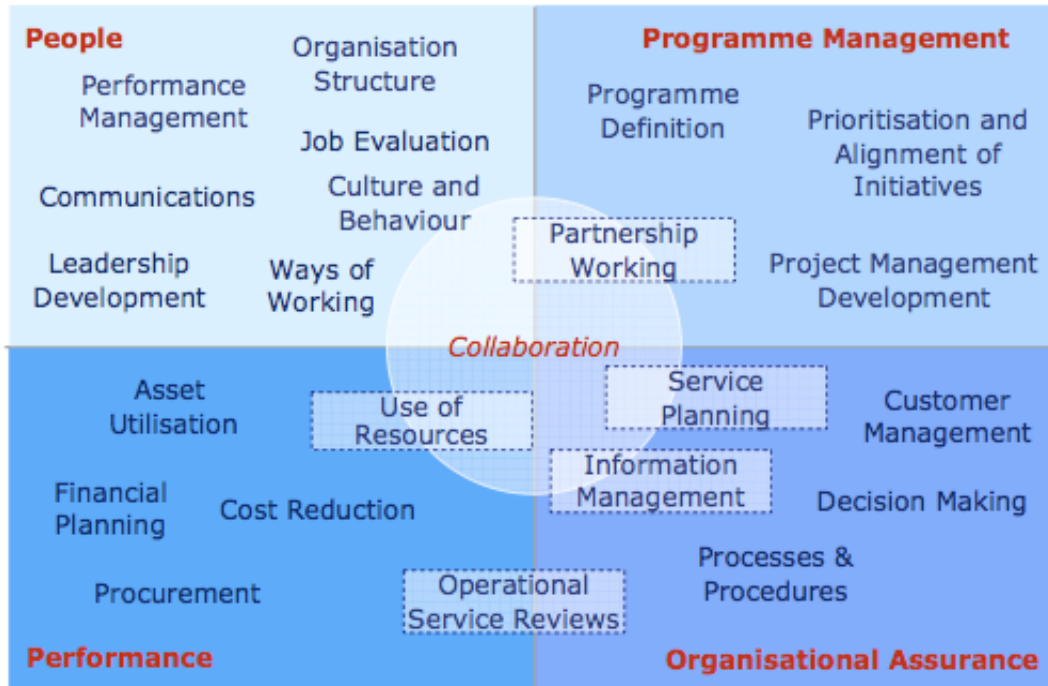 People
Organisation
Structure
Performance
Management
Job Evaluation
Communications
Culture and
Behaviour
Leadership
Development
Ways of
Working
Programme Management
Programme
Definition
Prioritisation and
Alignment of
Initiatives
Partnership
Working
Project Management
Development
Collaboration
Asset
Utilisation
Use of
Resources
Financial
Planning
Cost Reduction
Procurement
Operational
Service Reviews
Performance
Service
Planning
Customer
Management
Information
Management
Decision Making
Processes &
Procedures
Organisational Assurance